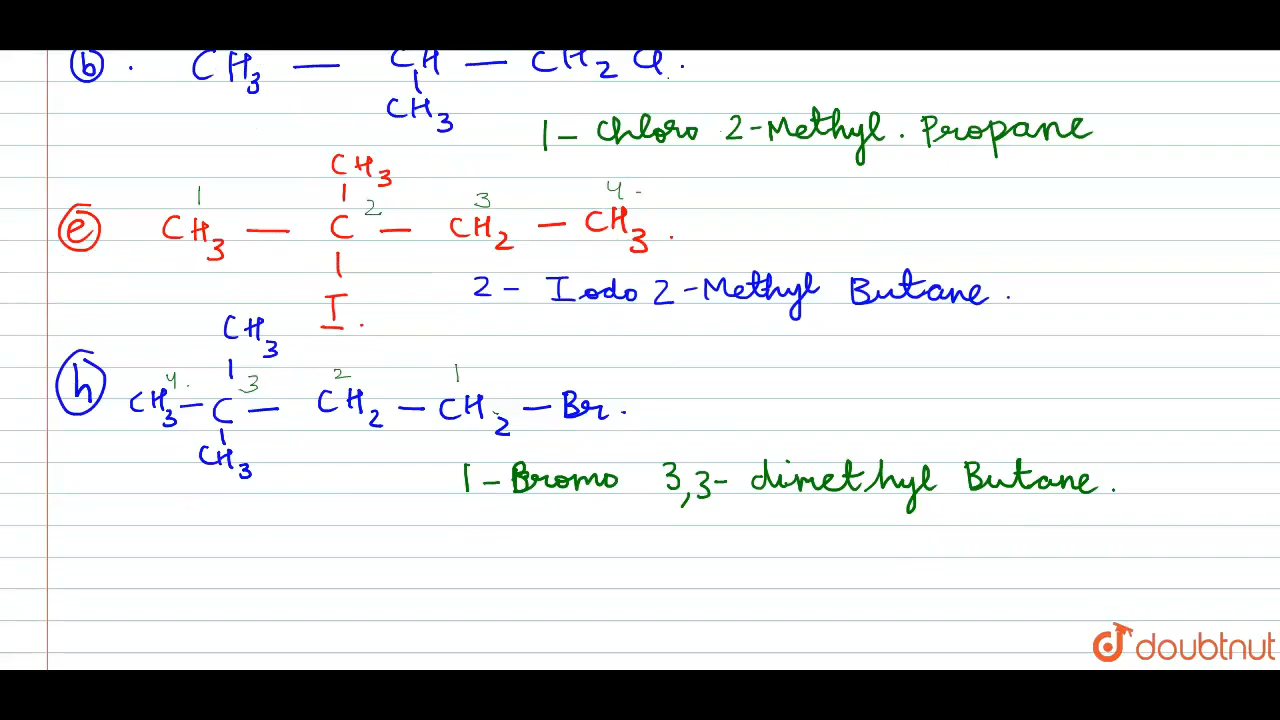 (b) . CH3 — CH — CH2 Cl.
|
CH3
1 - Chloro 2-Methyl. Propane
CH3
|
1 2 3 4
(e) CH3 — C — CH2 — CH3.
|
I.
2 - Iodo 2-Methyl Butane.
CH3
|
4. 3 2 1
(h) CH3 — C — CH2 — CH2 — Br.
|
CH3
1 - Bromo 3,3- dimethyl Butane.
doubtnut